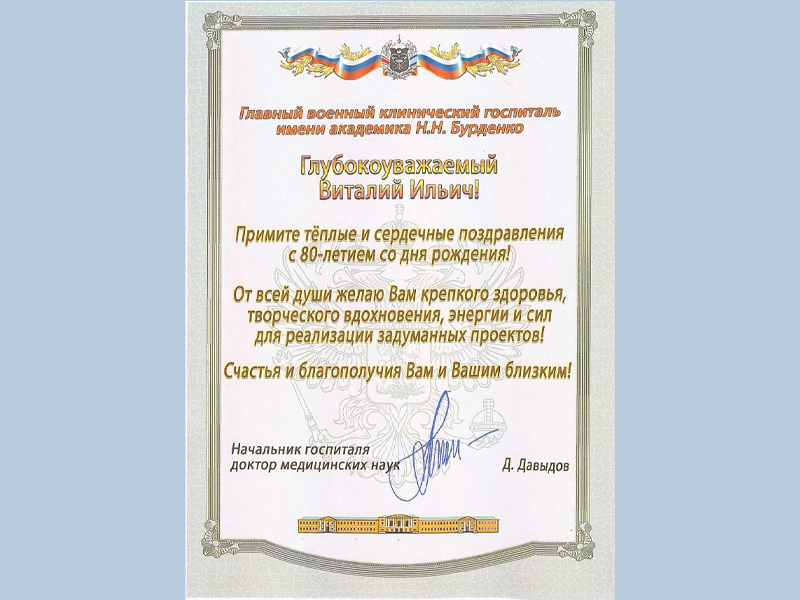 Главный военный клинический госпиталь
имени академика Н.Н. Бурденко
Глубокоуважаемый
Виталий Ильич!
Примите тёплые и сердечные поздравления
с 80-летием со дня рождения!
От всей души желаю Вам крепкого здоровья,
творческого вдохновения, энергии и сил
для реализации задуманных проектов!
Счастья и благополучия Вам и Вашим близким!
Начальник госпиталя
доктор медицинских наук
Д. Давыдов